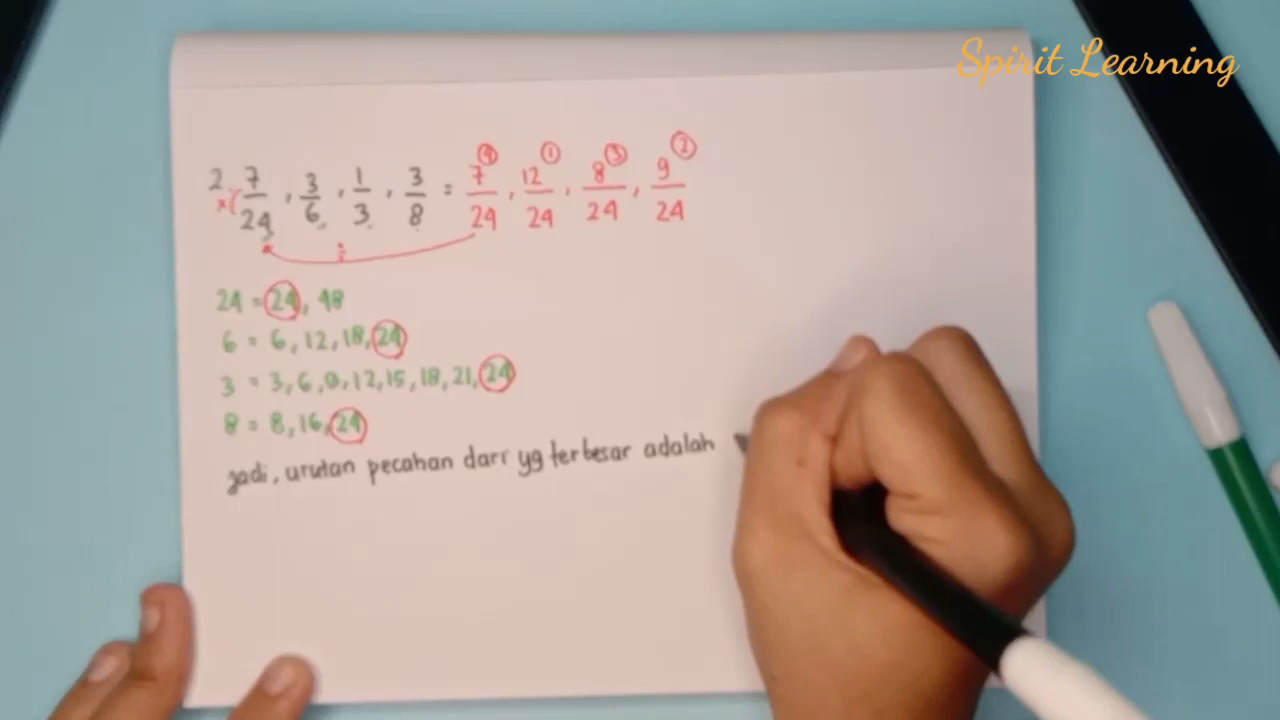 Spirit Learning
④ ① ③ ②
2 7/24 , 3/6 , 1/3 , 3/8 = 7/24 , 12/24 , 8/24 , 9/24
24 = 24, 48
6 = 6, 12, 18, 24
3 = 3, 6, 9, 12, 15, 18, 21, 24
8 = 8, 16, 24
jadi, urutan pecahan dari yg terbesar adalah